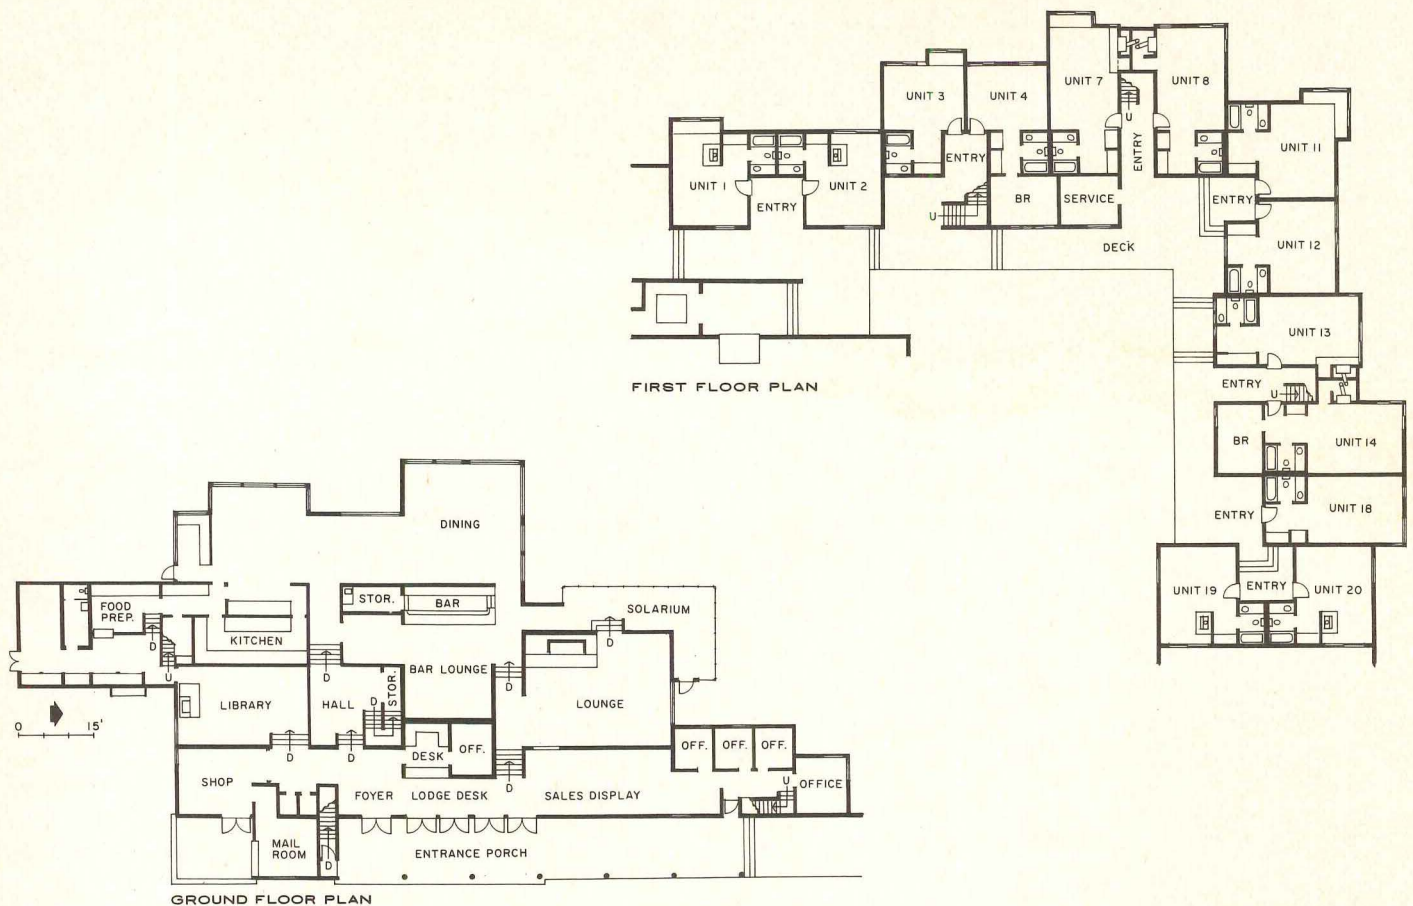 UNIT 7
UNIT 8
UNIT 3
UNIT 4
U
UNIT 11
ENTRY
ENTRY
UNIT 1
UNIT 2
ENTRY
BR
SERVICE
ENTRY
U
DECK
UNIT 12
UNIT 13
FIRST FLOOR PLAN
ENTRY
U
BR
UNIT 14
UNIT 18
ENTRY
UNIT 19
ENTRY
UNIT 20
DINING
FOOD
PREP.
D
STOR.
BAR
SOLARIUM
D
KITCHEN
D
U
BAR LOUNGE
D
LIBRARY
HALL
STOR.
D
LOUNGE
0 15'
D
D
DESK
OFF.
OFF.
OFF.
OFF.
SHOP
D
U
OFFICE
FOYER
LODGE DESK
SALES DISPLAY
MAIL
ROOM
D
ENTRANCE PORCH
GROUND FLOOR PLAN